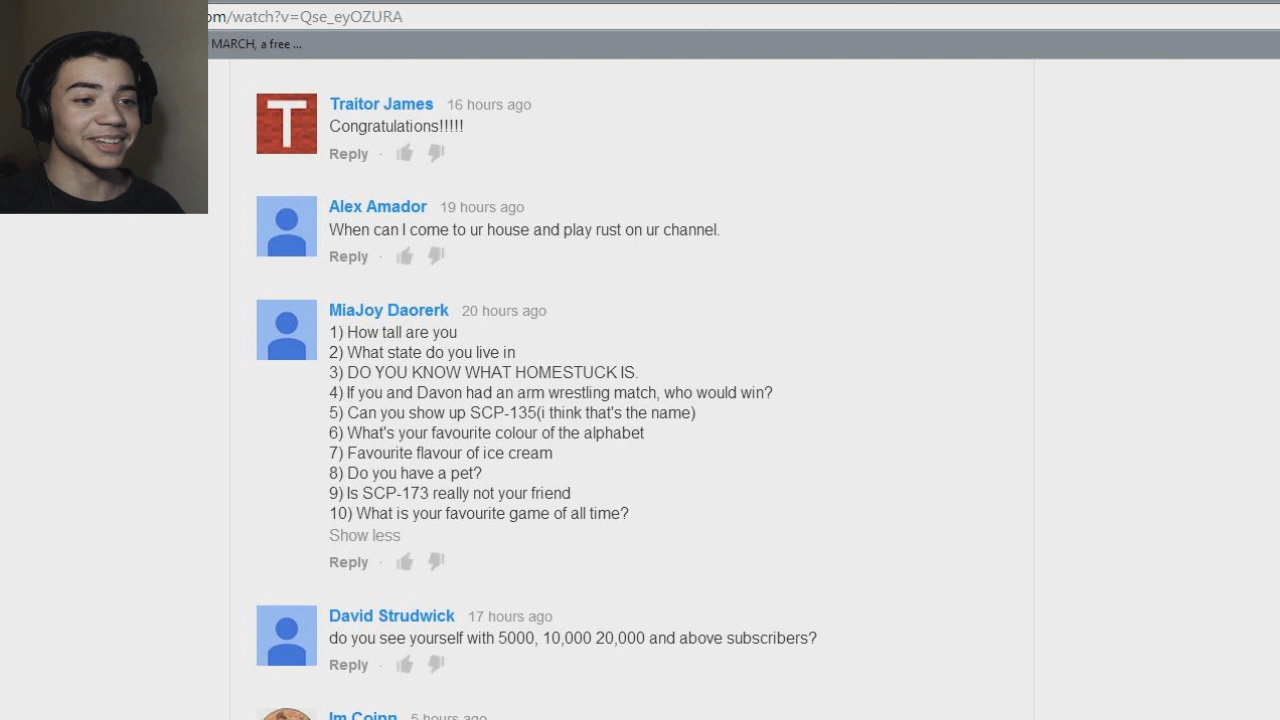 om/watch?v=Qse_eyOZURA
MARCH, a free ...
T
Traitor James 16 hours ago
Congratulations!!!!!
Reply ·
Alex Amador 19 hours ago
When can I come to ur house and play rust on ur channel.
Reply ·
MiaJoy Daorerk 20 hours ago
1) How tall are you
2) What state do you live in
3) DO YOU KNOW WHAT HOMESTUCK IS.
4) If you and Davon had an arm wrestling match, who would win?
5) Can you show up SCP-135(i think that's the name)
6) What's your favourite colour of the alphabet
7) Favourite flavour of ice cream
8) Do you have a pet?
9) Is SCP-173 really not your friend
10) What is your favourite game of all time?
Show less
Reply ·
David Strudwick 17 hours ago
do you see yourself with 5000, 10,000 20,000 and above subscribers?
Reply ·
Im Coinn 5 hours ago